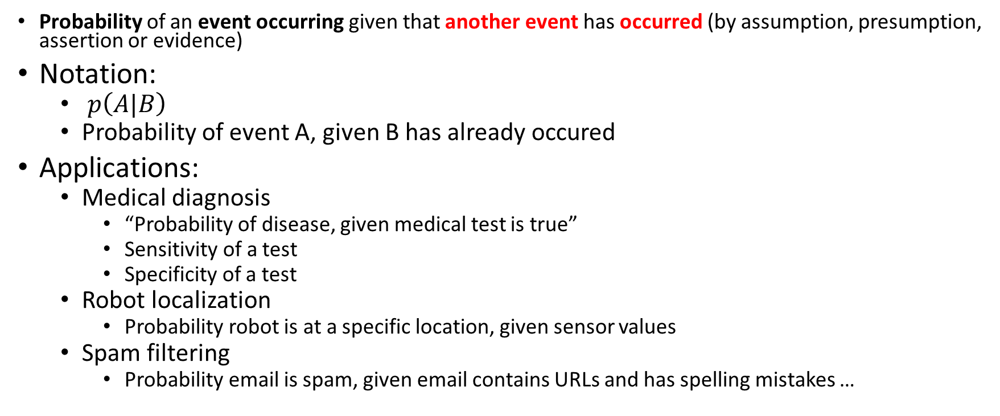 • Probability of an event occurring given that another event has occurred (by assumption, presumption,
assertion or evidence)
• Notation:
• p(A|B)
• Probability of event A, given B has already occured
• Applications:
• Medical diagnosis
• “Probability of disease, given medical test is true”
• Sensitivity of a test
• Specificity of a test
• Robot localization
• Probability robot is at a specific location, given sensor values
• Spam filtering
• Probability email is spam, given email contains URLs and has spelling mistakes ...